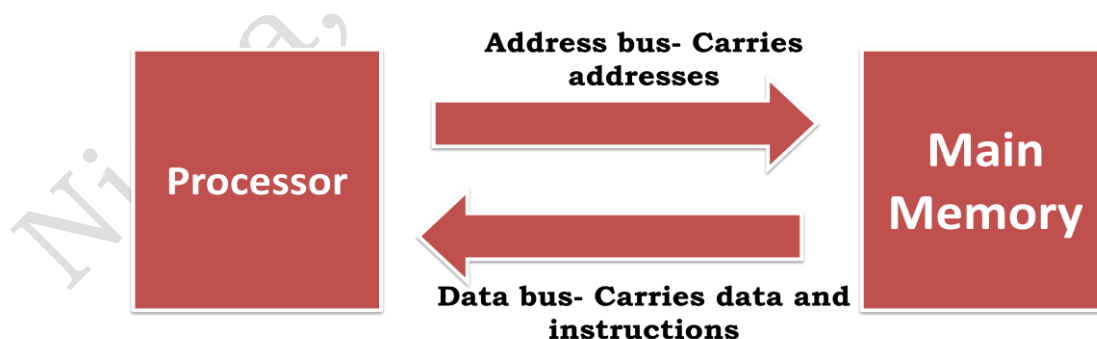 Address bus- Carries
addresses
Processor
Main
Memory
Data bus- Carries data and
instructions